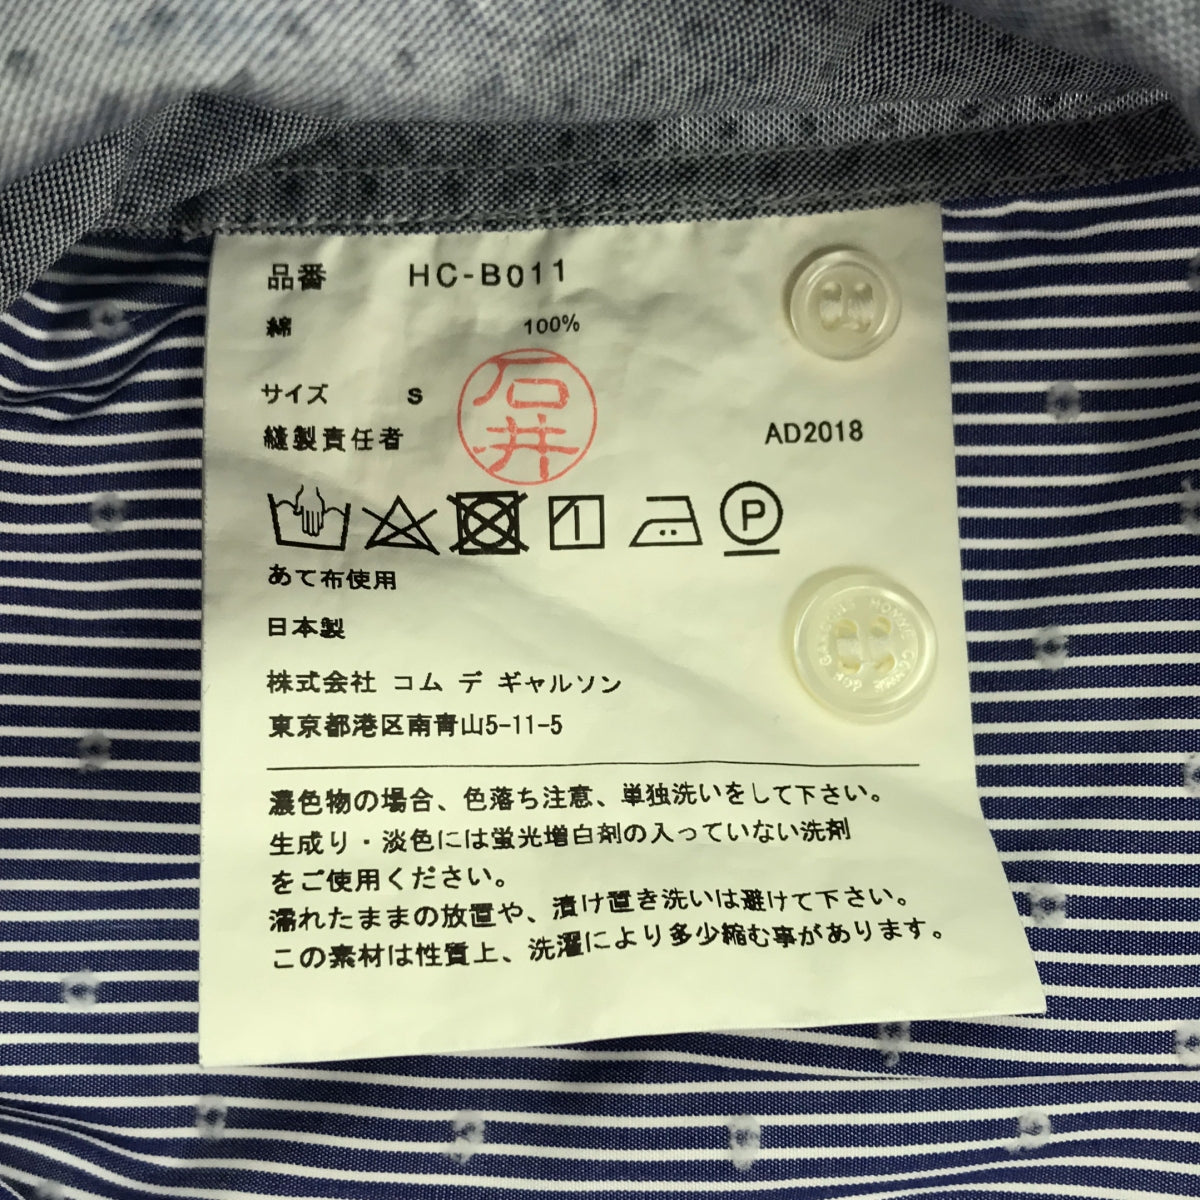 品番 HC-B011
綿 100%
サイズ S
石井
縫製責任者 AD2018
P
あて布使用
日本製
株式会社 コム デ ギャルソン
東京都港区南青山5-11-5
濃色物の場合、色落ち注意、単独洗いをして下さい。
生成り・淡色には蛍光増白剤の入っていない洗剤
をご使用ください。
濡れたままの放置や、漬け置き洗いは避けて下さい。
この素材は性質上、洗濯により多少縮む事があります。